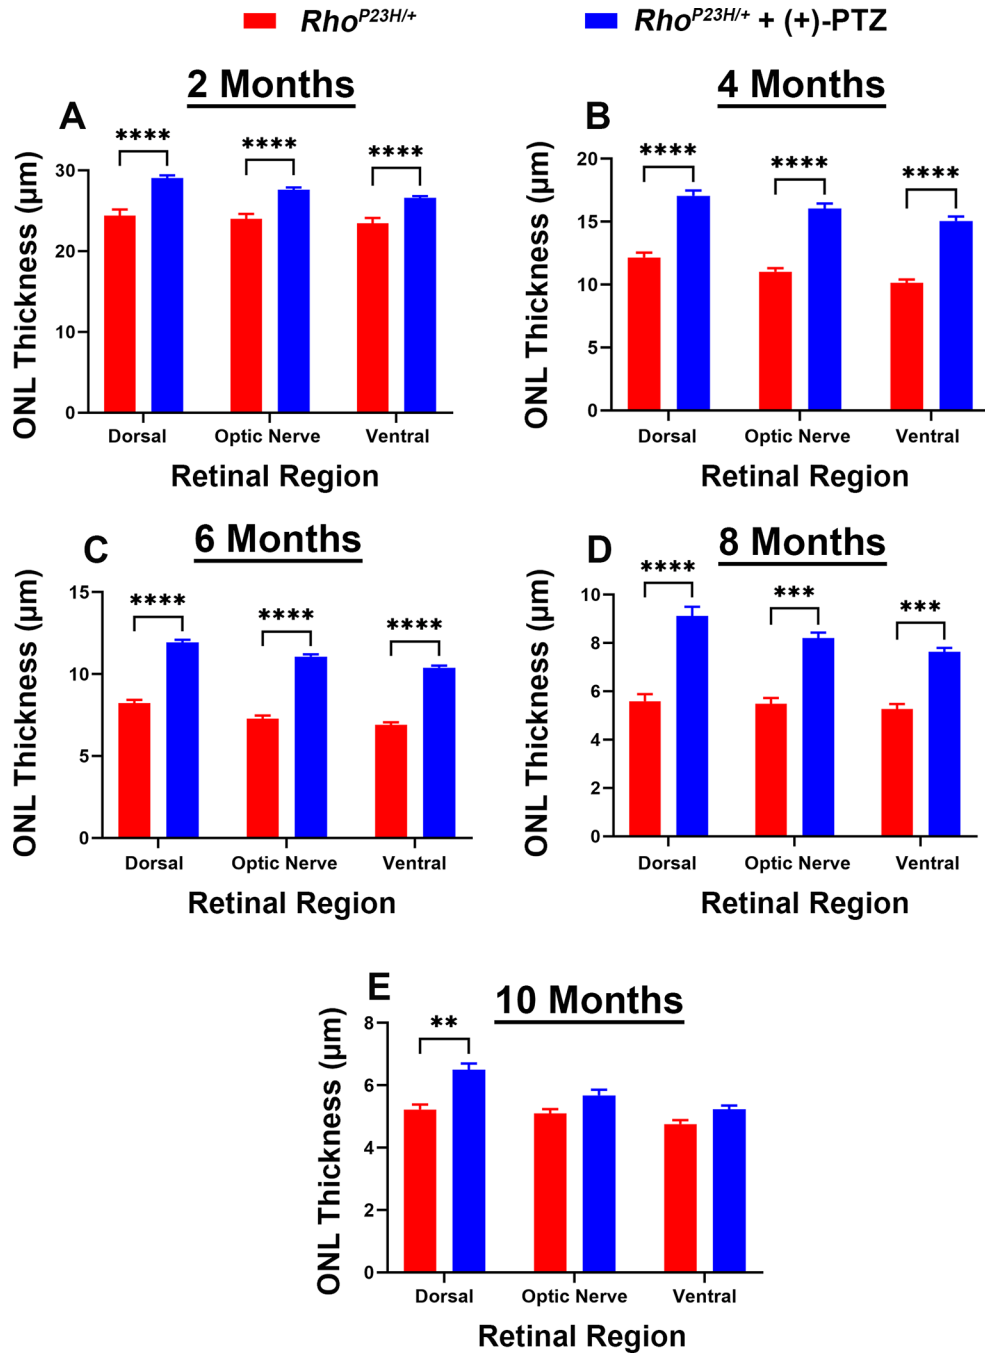 Rho^P23H/+ Rho^P23H/+ + (+)-PTZ
2 Months
A
ONL Thickness (µm)
30
20
10
0
**** **** ****
Dorsal Optic Nerve Ventral
Retinal Region
4 Months
B
ONL Thickness (µm)
20
15
10
5
0
**** **** ****
Dorsal Optic Nerve Ventral
Retinal Region
6 Months
C
ONL Thickness (µm)
15
10
5
0
**** **** ****
Dorsal Optic Nerve Ventral
Retinal Region
8 Months
D
ONL Thickness (µm)
10
8
6
4
2
0
**** *** ***
Dorsal Optic Nerve Ventral
Retinal Region
10 Months
E
ONL Thickness (µm)
8
6
4
2
0
**
Dorsal Optic Nerve Ventral
Retinal Region